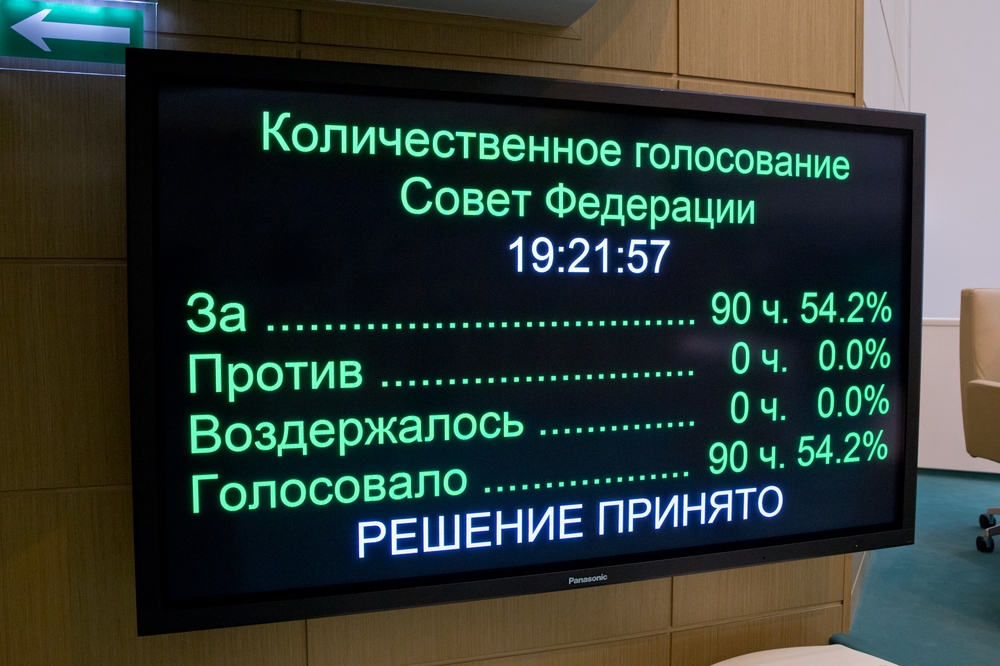 Количественное голосование
Совет Федерации
19:21:57
За ..................................... 90 ч. 54.2%
Против ........................... 0 ч. 0.0%
Воздержалось ............. 0 ч. 0.0%
Голосовало .................. 90 ч. 54.2%
РЕШЕНИЕ ПРИНЯТО
Panasonic